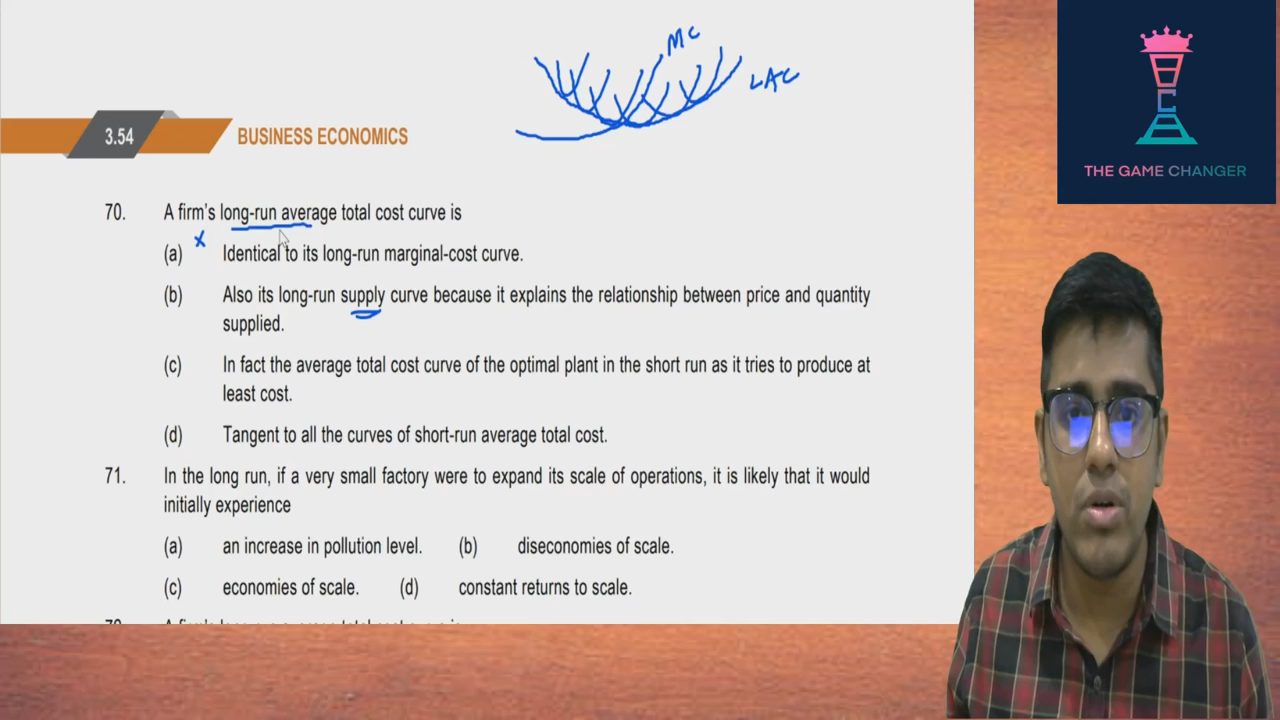 MC
LAC
THE GAME CHANGER
3.54 BUSINESS ECONOMICS
70. A firm's long-run average total cost curve is
(a) x Identical to its long-run marginal-cost curve.
(b) Also its long-run supply curve because it explains the relationship between price and quantity
supplied.
(c) In fact the average total cost curve of the optimal plant in the short run as it tries to produce at
least cost.
(d) Tangent to all the curves of short-run average total cost.
71. In the long run, if a very small factory were to expand its scale of operations, it is likely that it would
initially experience
(a) an increase in pollution level. (b) diseconomies of scale.
(c) economies of scale. (d) constant returns to scale.